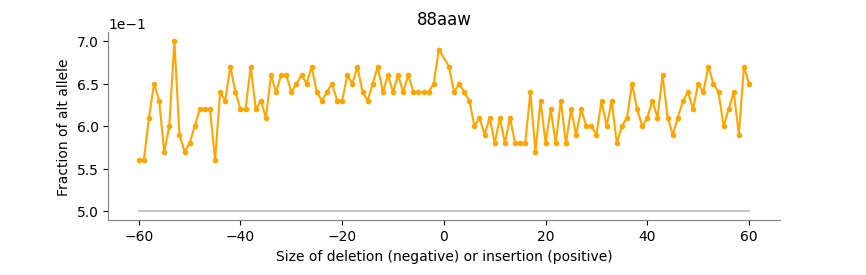 88aaw
1e−1
7.0
6.5
6.0
5.5
5.0
Fraction of alt allele
−60 −40 −20 0 20 40 60
Size of deletion (negative) or insertion (positive)